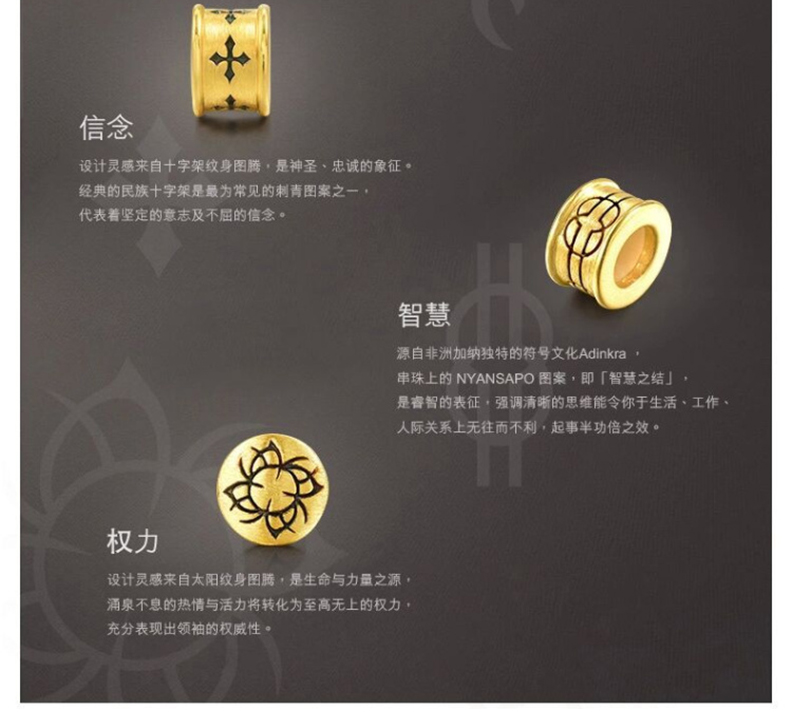 信念
设计灵感来自十字架纹身图腾，是神圣、忠诚的象征。
经典的民族十字架是最为常见的刺青图案之一，
代表着坚定的意志及不屈的信念。
智慧
源自非洲加纳独特的符号文化Adinkra ，
串珠上的 NYANSAPO 图案，即「智慧之结」，
是睿智的表征，强调清晰的思维能令你于生活、工作、
人际关系上无往而不利，起事半功倍之效。
权力
设计灵感来自太阳纹身图腾，是生命与力量之源，
涌泉不息的热情与活力将转化为至高无上的权力，
充分表现出领袖的权威性。